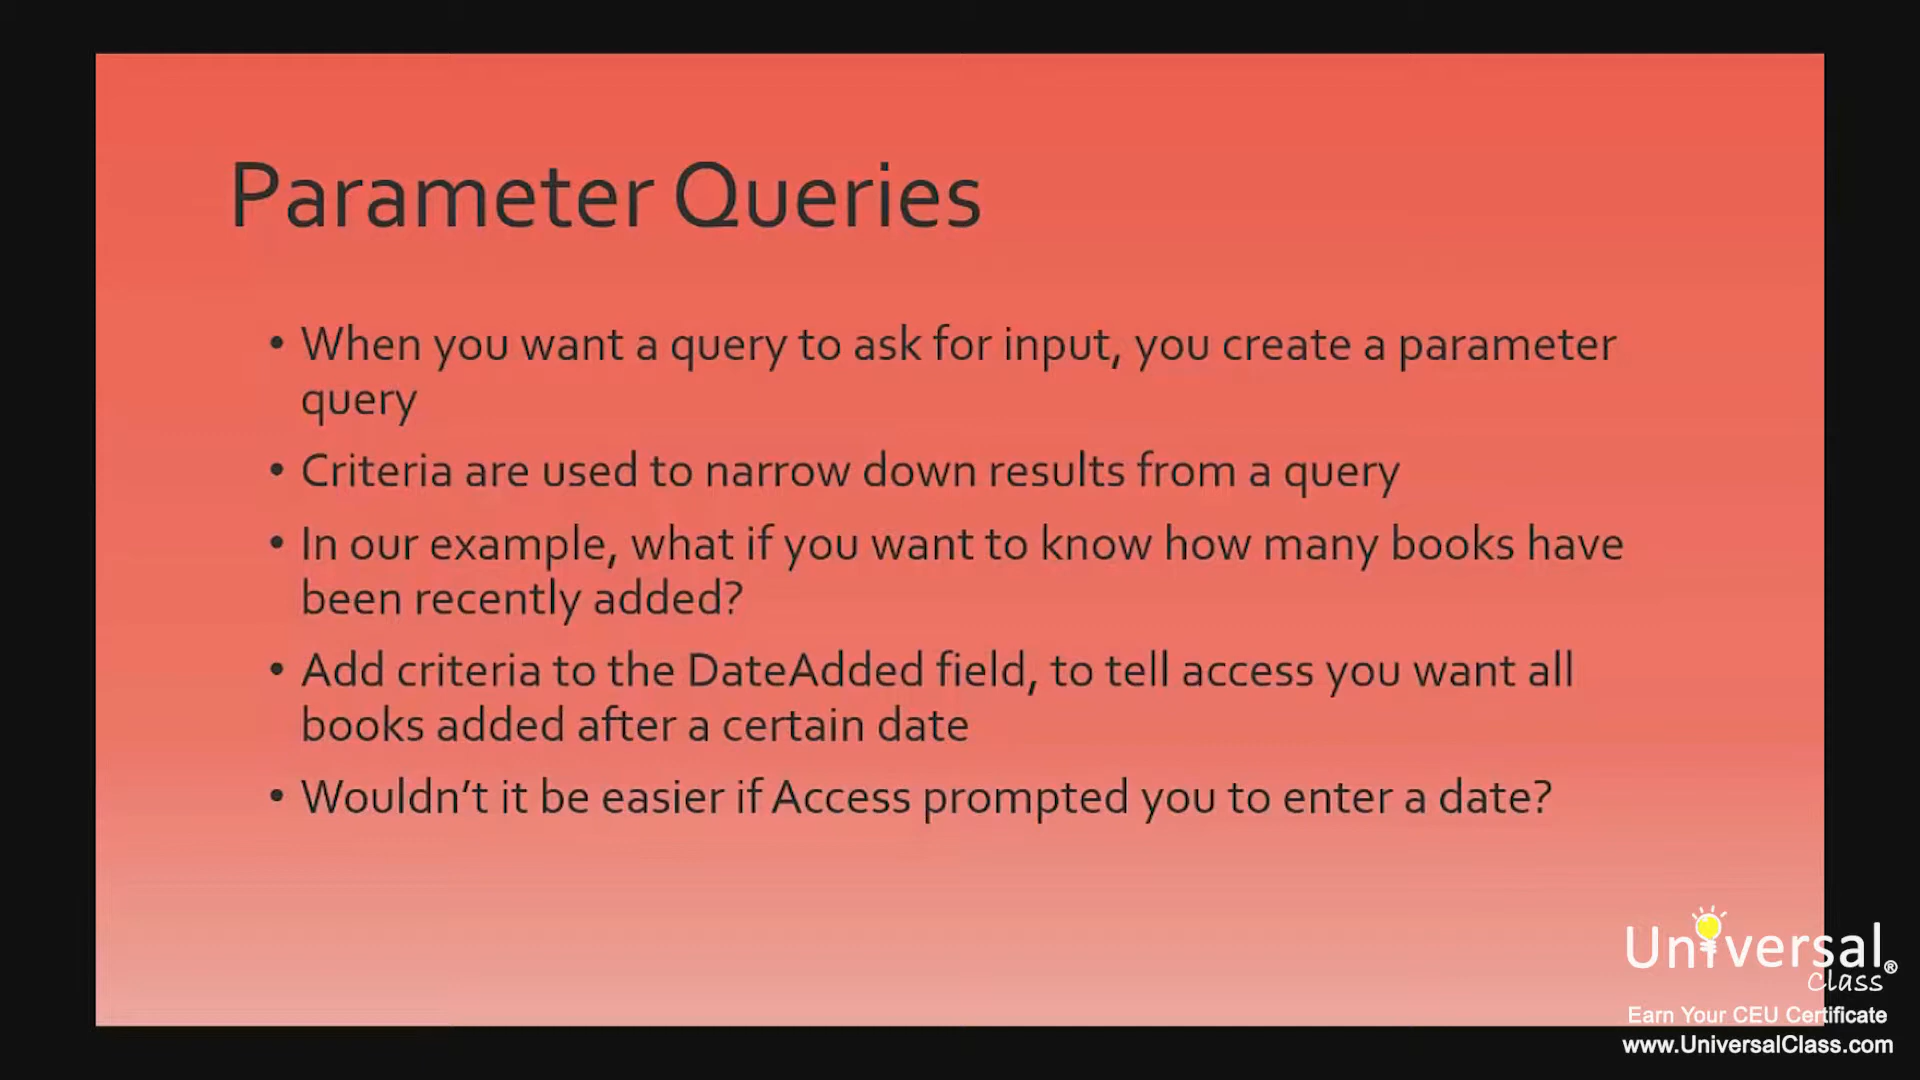 Parameter Queries
• When you want a query to ask for input, you create a parameter
query
• Criteria are used to narrow down results from a query
• In our example, what if you want to know how many books have
been recently added?
• Add criteria to the DateAdded field, to tell access you want all
books added after a certain date
• Wouldn’t it be easier if Access prompted you to enter a date?
Universal®
Class
Earn Your CEU Certificate
www.UniversalClass.com